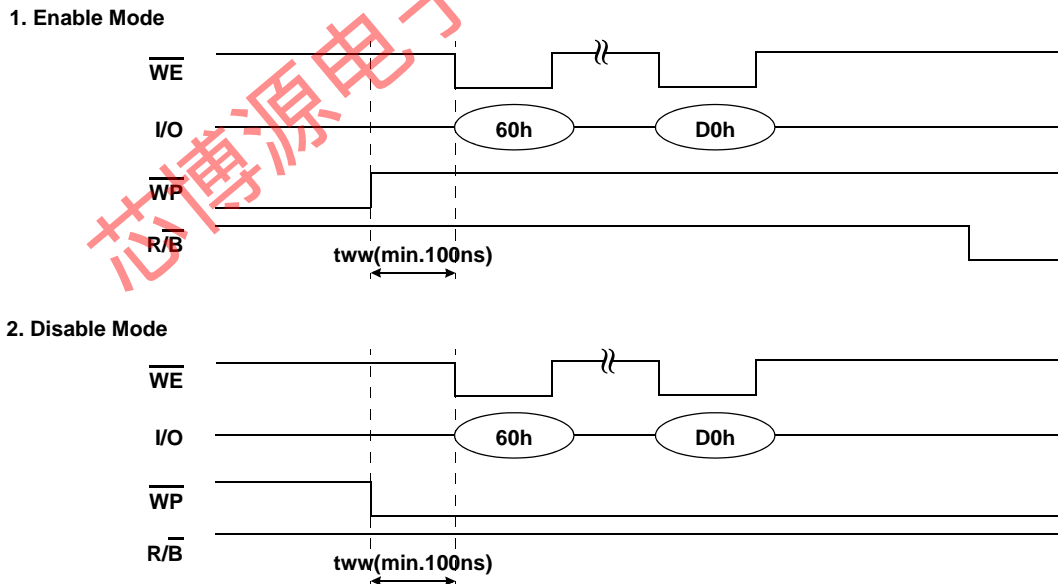 1. Enable Mode
WE
I/O
60h
D0h
WP
R/B
tww(min.100ns)
2. Disable Mode
WE
I/O
60h
D0h
WP
R/B
tww(min.100ns)
芯博源电子